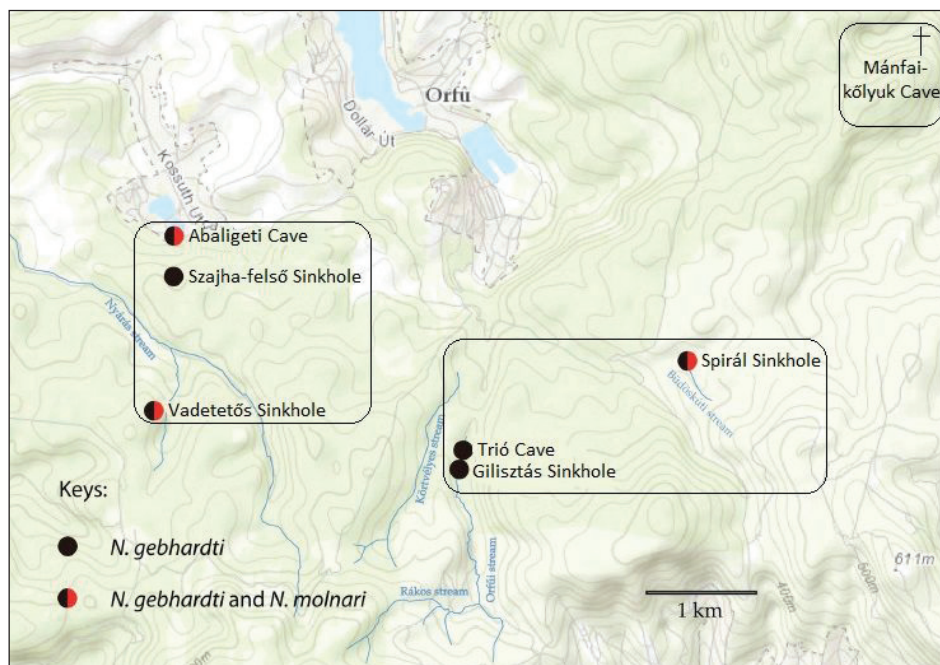 Mánfai-
kőlyuk Cave
Orfű
Dollár Út
Kossuth Utca
Abaligeti Cave
Szajha-felső Sinkhole
Nyárás stream
Vadetetős Sinkhole
Spirál Sinkhole
Büdöskúti stream
Körtvélyes stream
Trió Cave
Gilisztás Sinkhole
Keys:
N. gebhardti
N. gebhardti and N. molnari
Rákos stream
Orfűi stream
1 km
400m
500m
611m